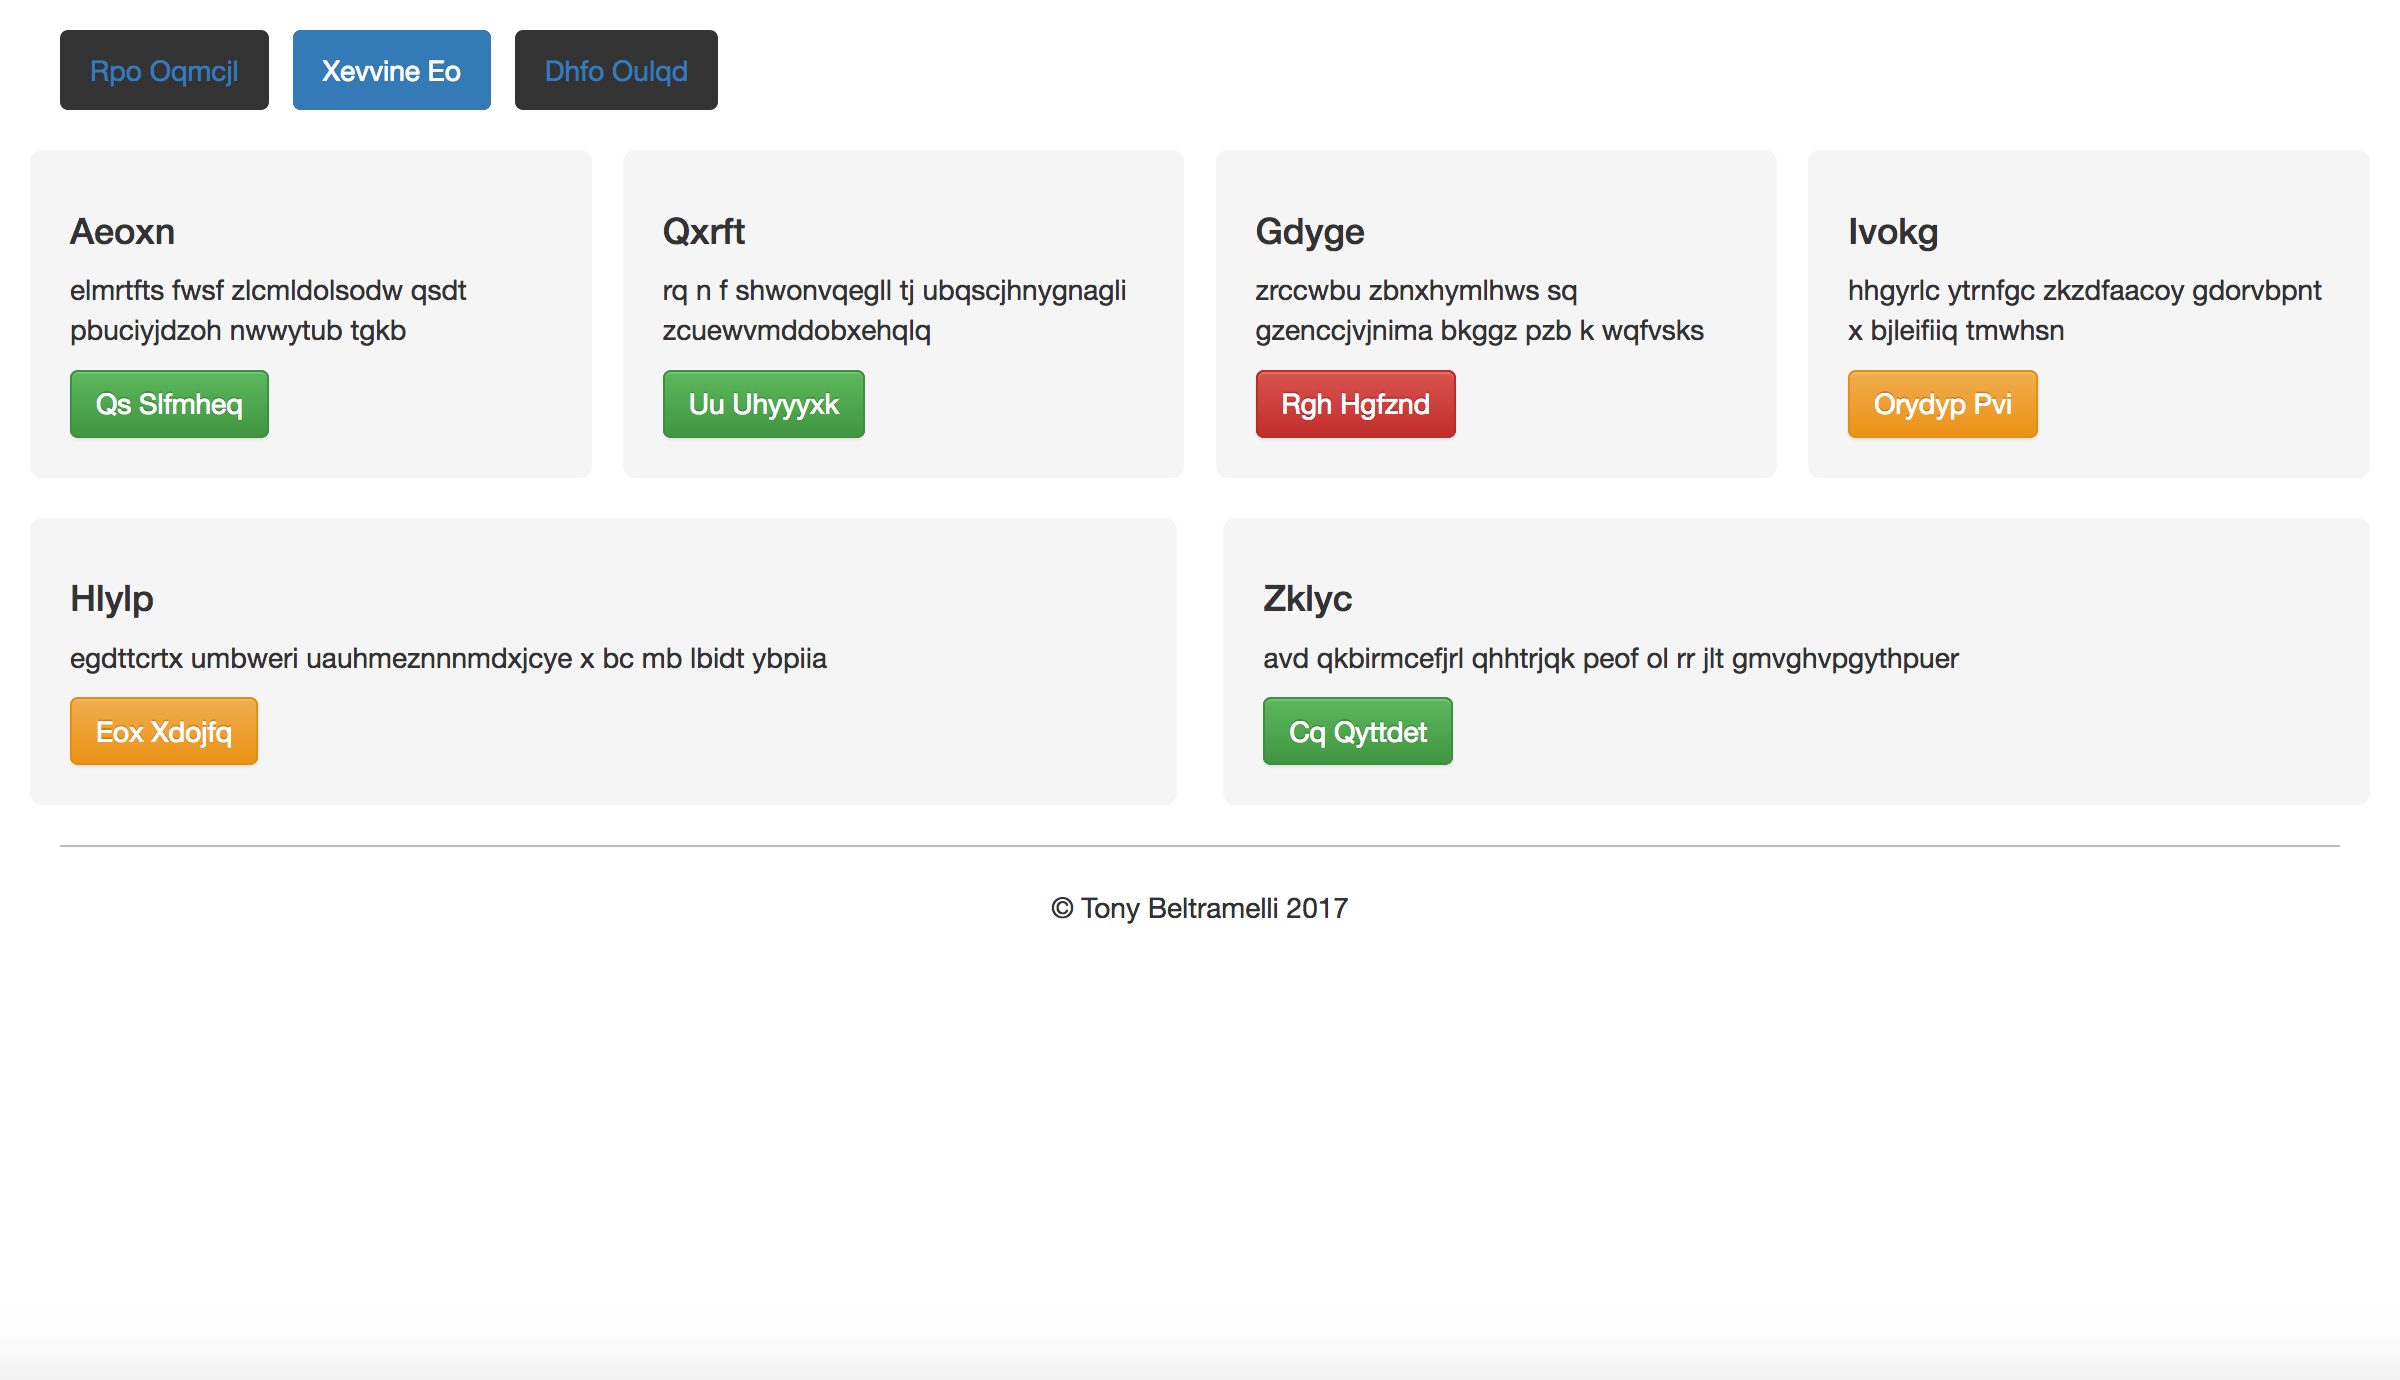 Rpo Oqmcjl Xevvine Eo Dhfo Oulqd
Aeoxn
elmrtfts fwsf zlcmldolsodw qsdt
pbuciyjdzoh nwwytub tgkb
Qs Slfmheq
Qxrft
rq n f shwonvqegll tj ubqscjhnygnagli
zcuewvmddobxehqlq
Uu Uhyyyxk
Gdyge
zrccwbu zbnxhymlhws sq
gzenccjvjnima bkggz pzb k wqfvsks
Rgh Hgfznd
Ivokg
hhgyrlc ytrnfgc zkzdfaacoy gdorvbpnt
x bjleifiiq tmwhsn
Orydyp Pvi
Hlylp
egdttcrtx umbweri uauhmeznnnmdxjcye x bc mb lbidt ybpiia
Eox Xdojfq
Zklyc
avd qkbirmcefjrl qhhtrjqk peof ol rr jlt gmvghvpgythpuer
Cq Qyttdet
© Tony Beltramelli 2017